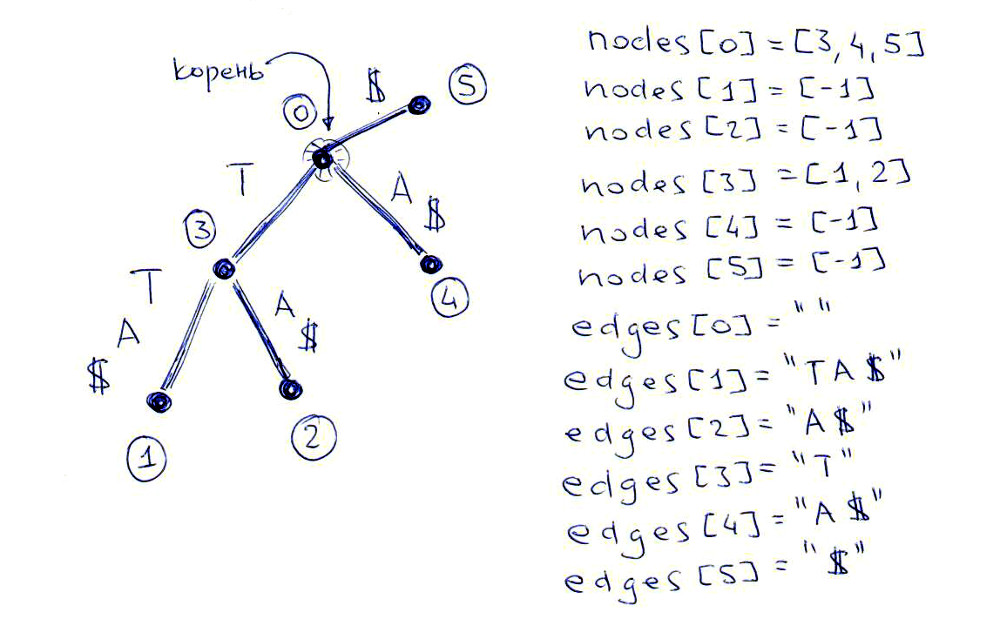 корень
0
$
5
T
A
$
3
4
T
A
$
A
$
1
2
nodes[0]=[3,4,5]
nodes[1]=[-1]
nodes[2]=[-1]
nodes[3]=[1,2]
nodes[4]=[-1]
nodes[5]=[-1]
edges[0]=" "
edges[1]="TA$"
edges[2]="A$"
edges[3]="T"
edges[4]="A$"
edges[5]="$"